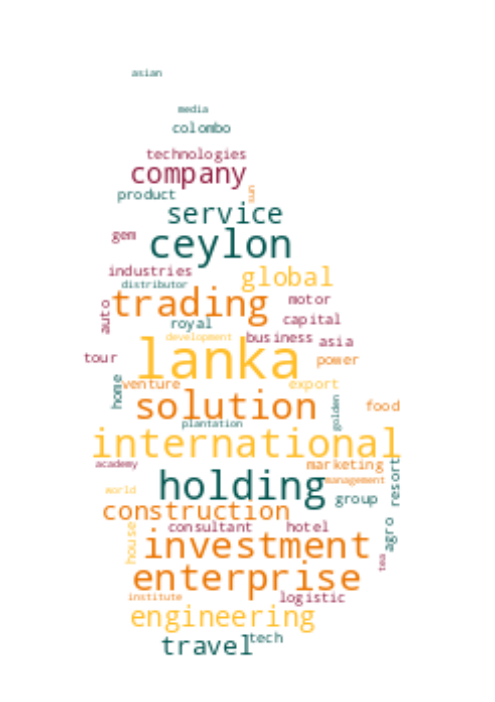 asian
media
colombo
technologies
company
product
sun
service
gem
ceylon
industries
global
distributor
trading
motor
auto
royal
capital
development
business
asia
lanka
tour
power
home
venture
export
solution
golden
food
plantation
international
academy
marketing
holding
management
resort
world
group
construction
agro
consultant
hotel
house
investment
tea
enterprise
institute
logistic
engineering
travel
tech